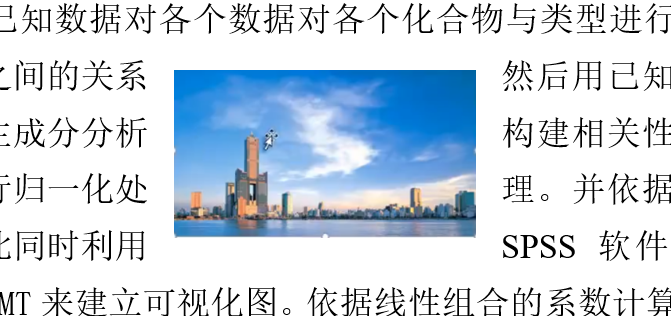 已知数据对各个数据对各个化合物与类型进行
之间的关系 然后用已知
主成分分析 构建相关性
行归一化处 理。并依据
此同时利用 SPSS 软件
MT 来建立可视化图。依据线性组合的系数计算